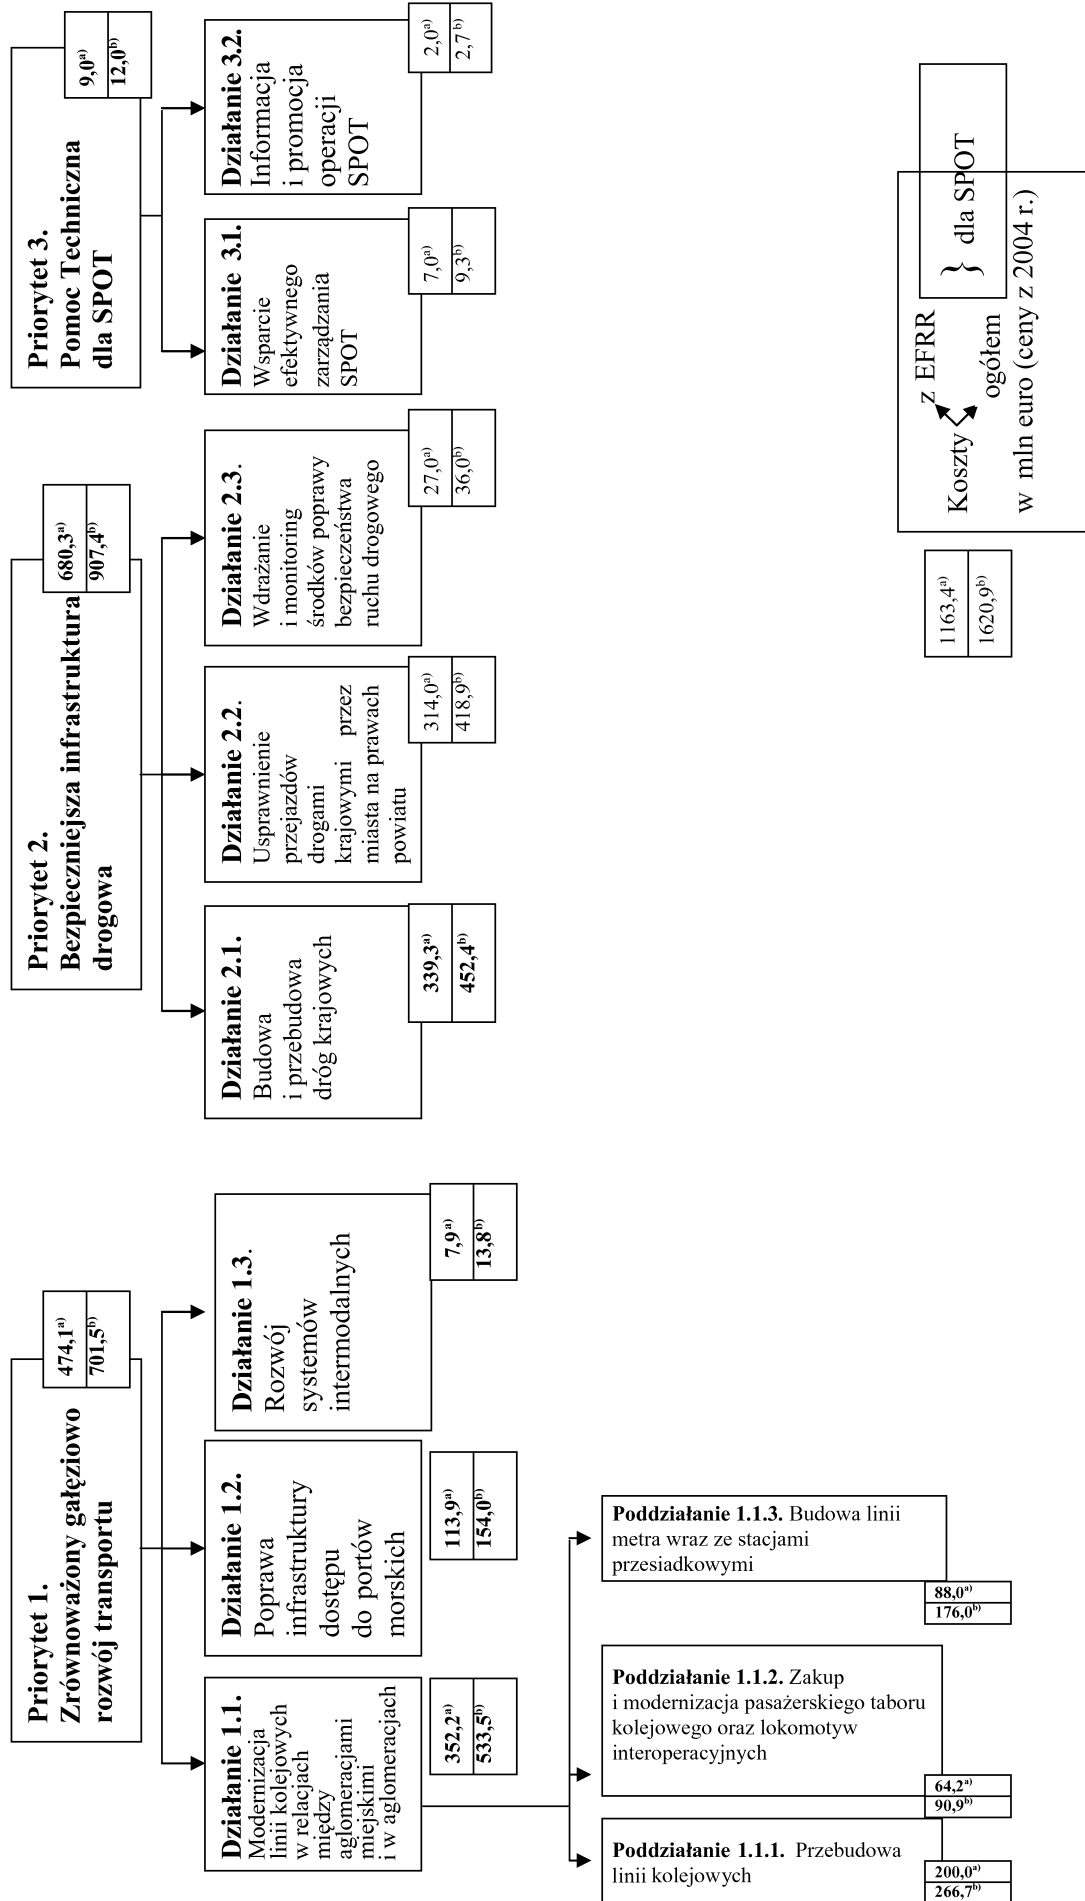 Priorytet 1.
Zrównoważony gałęziowo
rozwój transportu
474,1a)
701,5b)
Priorytet 2.
Bezpieczniejsza infrastruktura
drogowa
680,3a)
907,4b)
Priorytet 3.
Pomoc Techniczna
dla SPOT
9,0a)
12,0b)
Działanie 1.1.
Modernizacja
linii kolejowych
w relacjach
między
aglomeracjami
miejskimi
i w aglomeracjach
352,2a)
533,5b)
Działanie 1.2.
Poprawa
infrastruktury
dostępu
do portów
morskich
113,9a)
154,0b)
Działanie 1.3.
Rozwój
systemów
intermodalnych
7,9a)
13,8b)
Działanie 2.1.
Budowa
i przebudowa
dróg krajowych
339,3a)
452,4b)
Działanie 2.2.
Usprawnienie
przejazdów
drogami
krajowymi przez
miasta na prawach
powiatu
314,0a)
418,9b)
Działanie 2.3.
Wdrażanie
i monitoring
środków poprawy
bezpieczeństwa
ruchu drogowego
27,0a)
36,0b)
Działanie 3.1.
Wsparcie
efektywnego
zarządzania
SPOT
7,0a)
9,3b)
Działanie 3.2.
Informacja
i promocja
operacji
SPOT
2,0a)
2,7b)
Poddziałanie 1.1.3. Budowa linii
metra wraz ze stacjami
przesiadkowymi
88,0a)
176,0b)
Poddziałanie 1.1.2. Zakup
i modernizacja pasażerskiego taboru
kolejowego oraz lokomotyw
interoperacyjnych
64,2a)
90,9b)
Poddziałanie 1.1.1. Przebudowa
linii kolejowych
200,0a)
266,7b)
1163,4a)
1620,9b)
z EFRR
Koszty } dla SPOT
ogółem
w mln euro (ceny z 2004 r.)